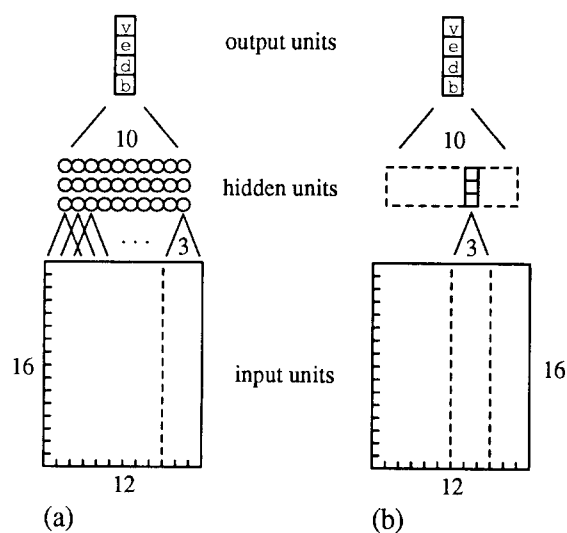 v
e
d
b
output units
v
e
d
b
10
10
hidden units
3
3
. . .
16
input units
16
12
12
(a)
(b)